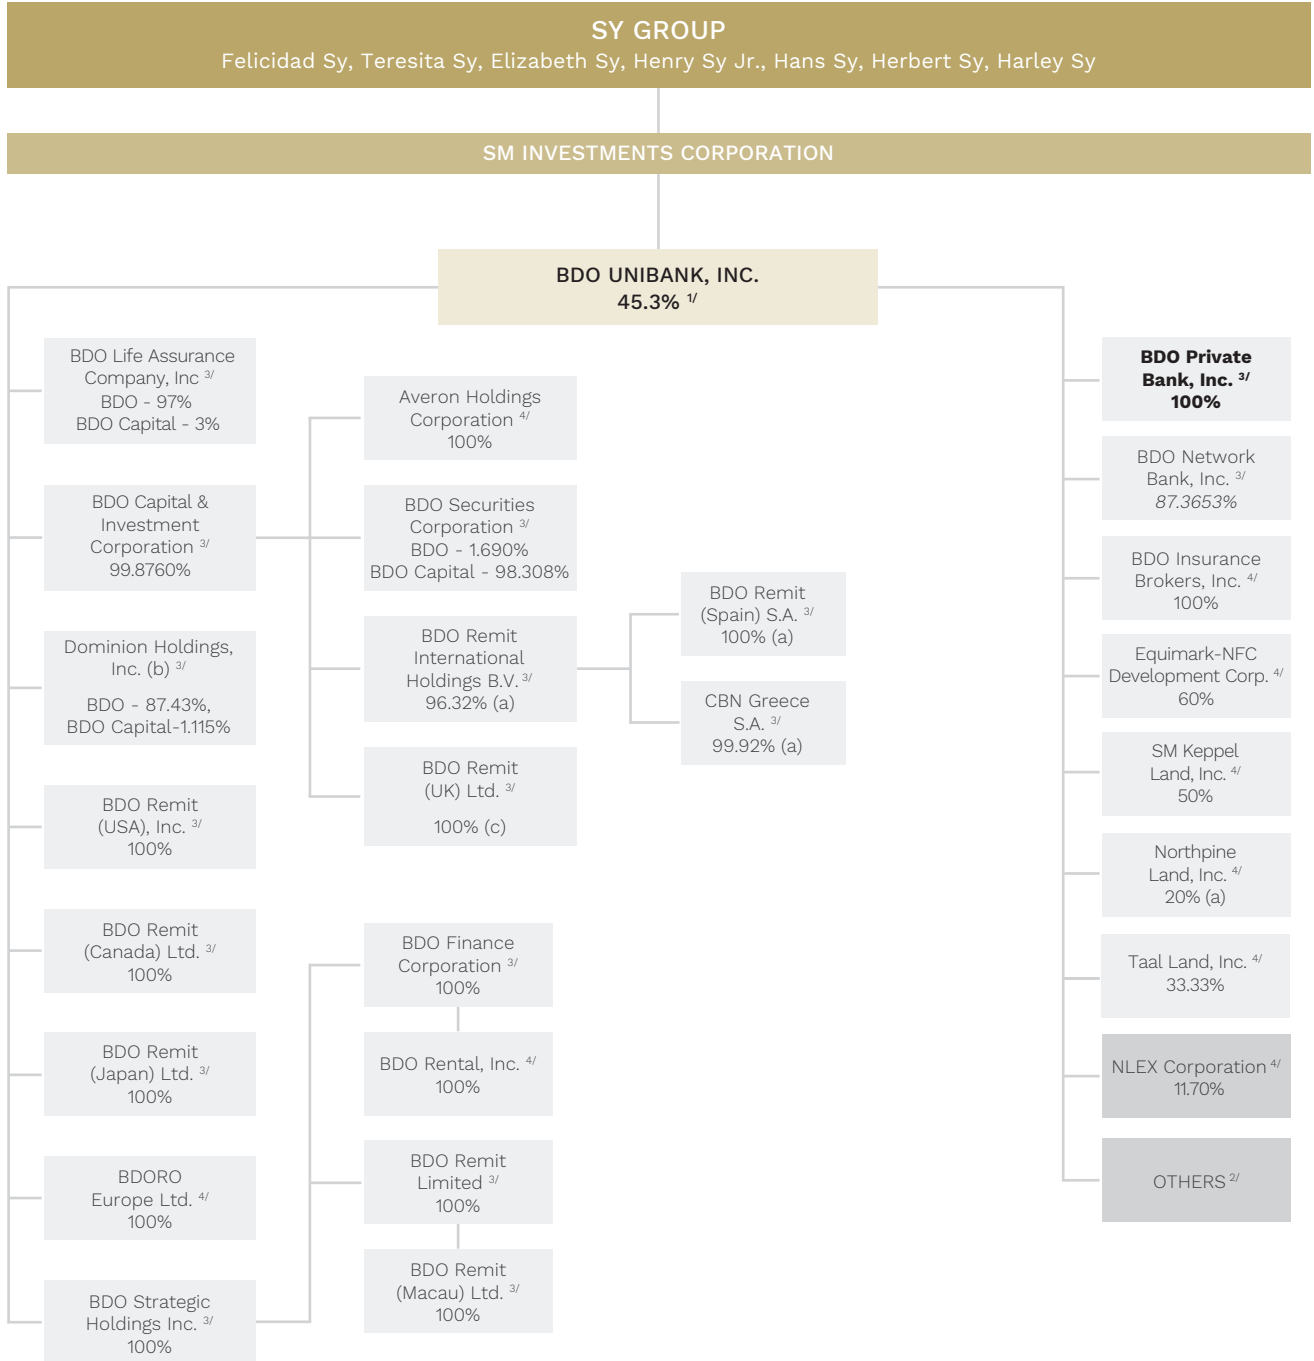 SY GROUP
Felicidad Sy, Teresita Sy, Elizabeth Sy, Henry Sy Jr., Hans Sy, Herbert Sy, Harley Sy
SM INVESTMENTS CORPORATION
BDO UNIBANK, INC.
45.3% 1/
BDO Life Assurance
Company, Inc 3/
BDO - 97%
BDO Capital - 3%
BDO Capital &
Investment
Corporation 3/
99.8760%
Dominion Holdings,
Inc. (b) 3/
BDO - 87.43%,
BDO Capital-1.115%
BDO Remit
(USA), Inc. 3/
100%
BDO Remit
(Canada) Ltd. 3/
100%
BDO Remit
(Japan) Ltd. 3/
100%
BDORO
Europe Ltd. 4/
100%
BDO Strategic
Holdings Inc. 3/
100%
Averon Holdings
Corporation 4/
100%
BDO Securities
Corporation 3/
BDO - 1.690%
BDO Capital - 98.308%
BDO Remit
International
Holdings B.V. 3/
96.32% (a)
BDO Remit
(UK) Ltd. 3/
100% (c)
BDO Remit
(Spain) S.A. 3/
100% (a)
CBN Greece
S.A. 3/
99.92% (a)
BDO Finance
Corporation 3/
100%
BDO Rental, Inc. 4/
100%
BDO Remit
Limited 3/
100%
BDO Remit
(Macau) Ltd. 3/
100%
BDO Private
Bank, Inc. 3/
100%
BDO Network
Bank, Inc. 3/
87.3653%
BDO Insurance
Brokers, Inc. 4/
100%
Equimark-NFC
Development Corp. 4/
60%
SM Keppel
Land, Inc. 4/
50%
Northpine
Land, Inc. 4/
20% (a)
Taal Land, Inc. 4/
33.33%
NLEX Corporation 4/
11.70%
OTHERS 2/